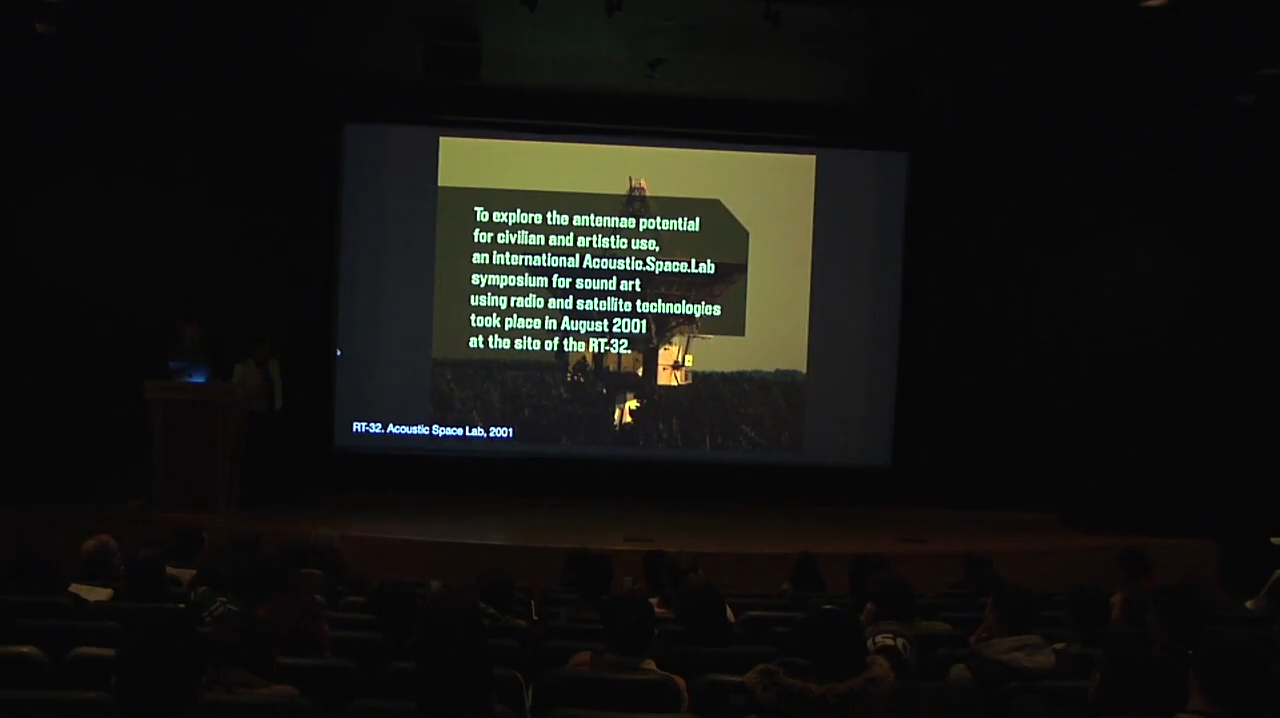 To explore the antennae potential
for civilian and artistic use,
an international Acoustic.Space.Lab
symposium for sound art
using radio and satellite technologies
took place in August 2001
at the site of the RT-32.
RT-32. Acoustic Space Lab, 2001